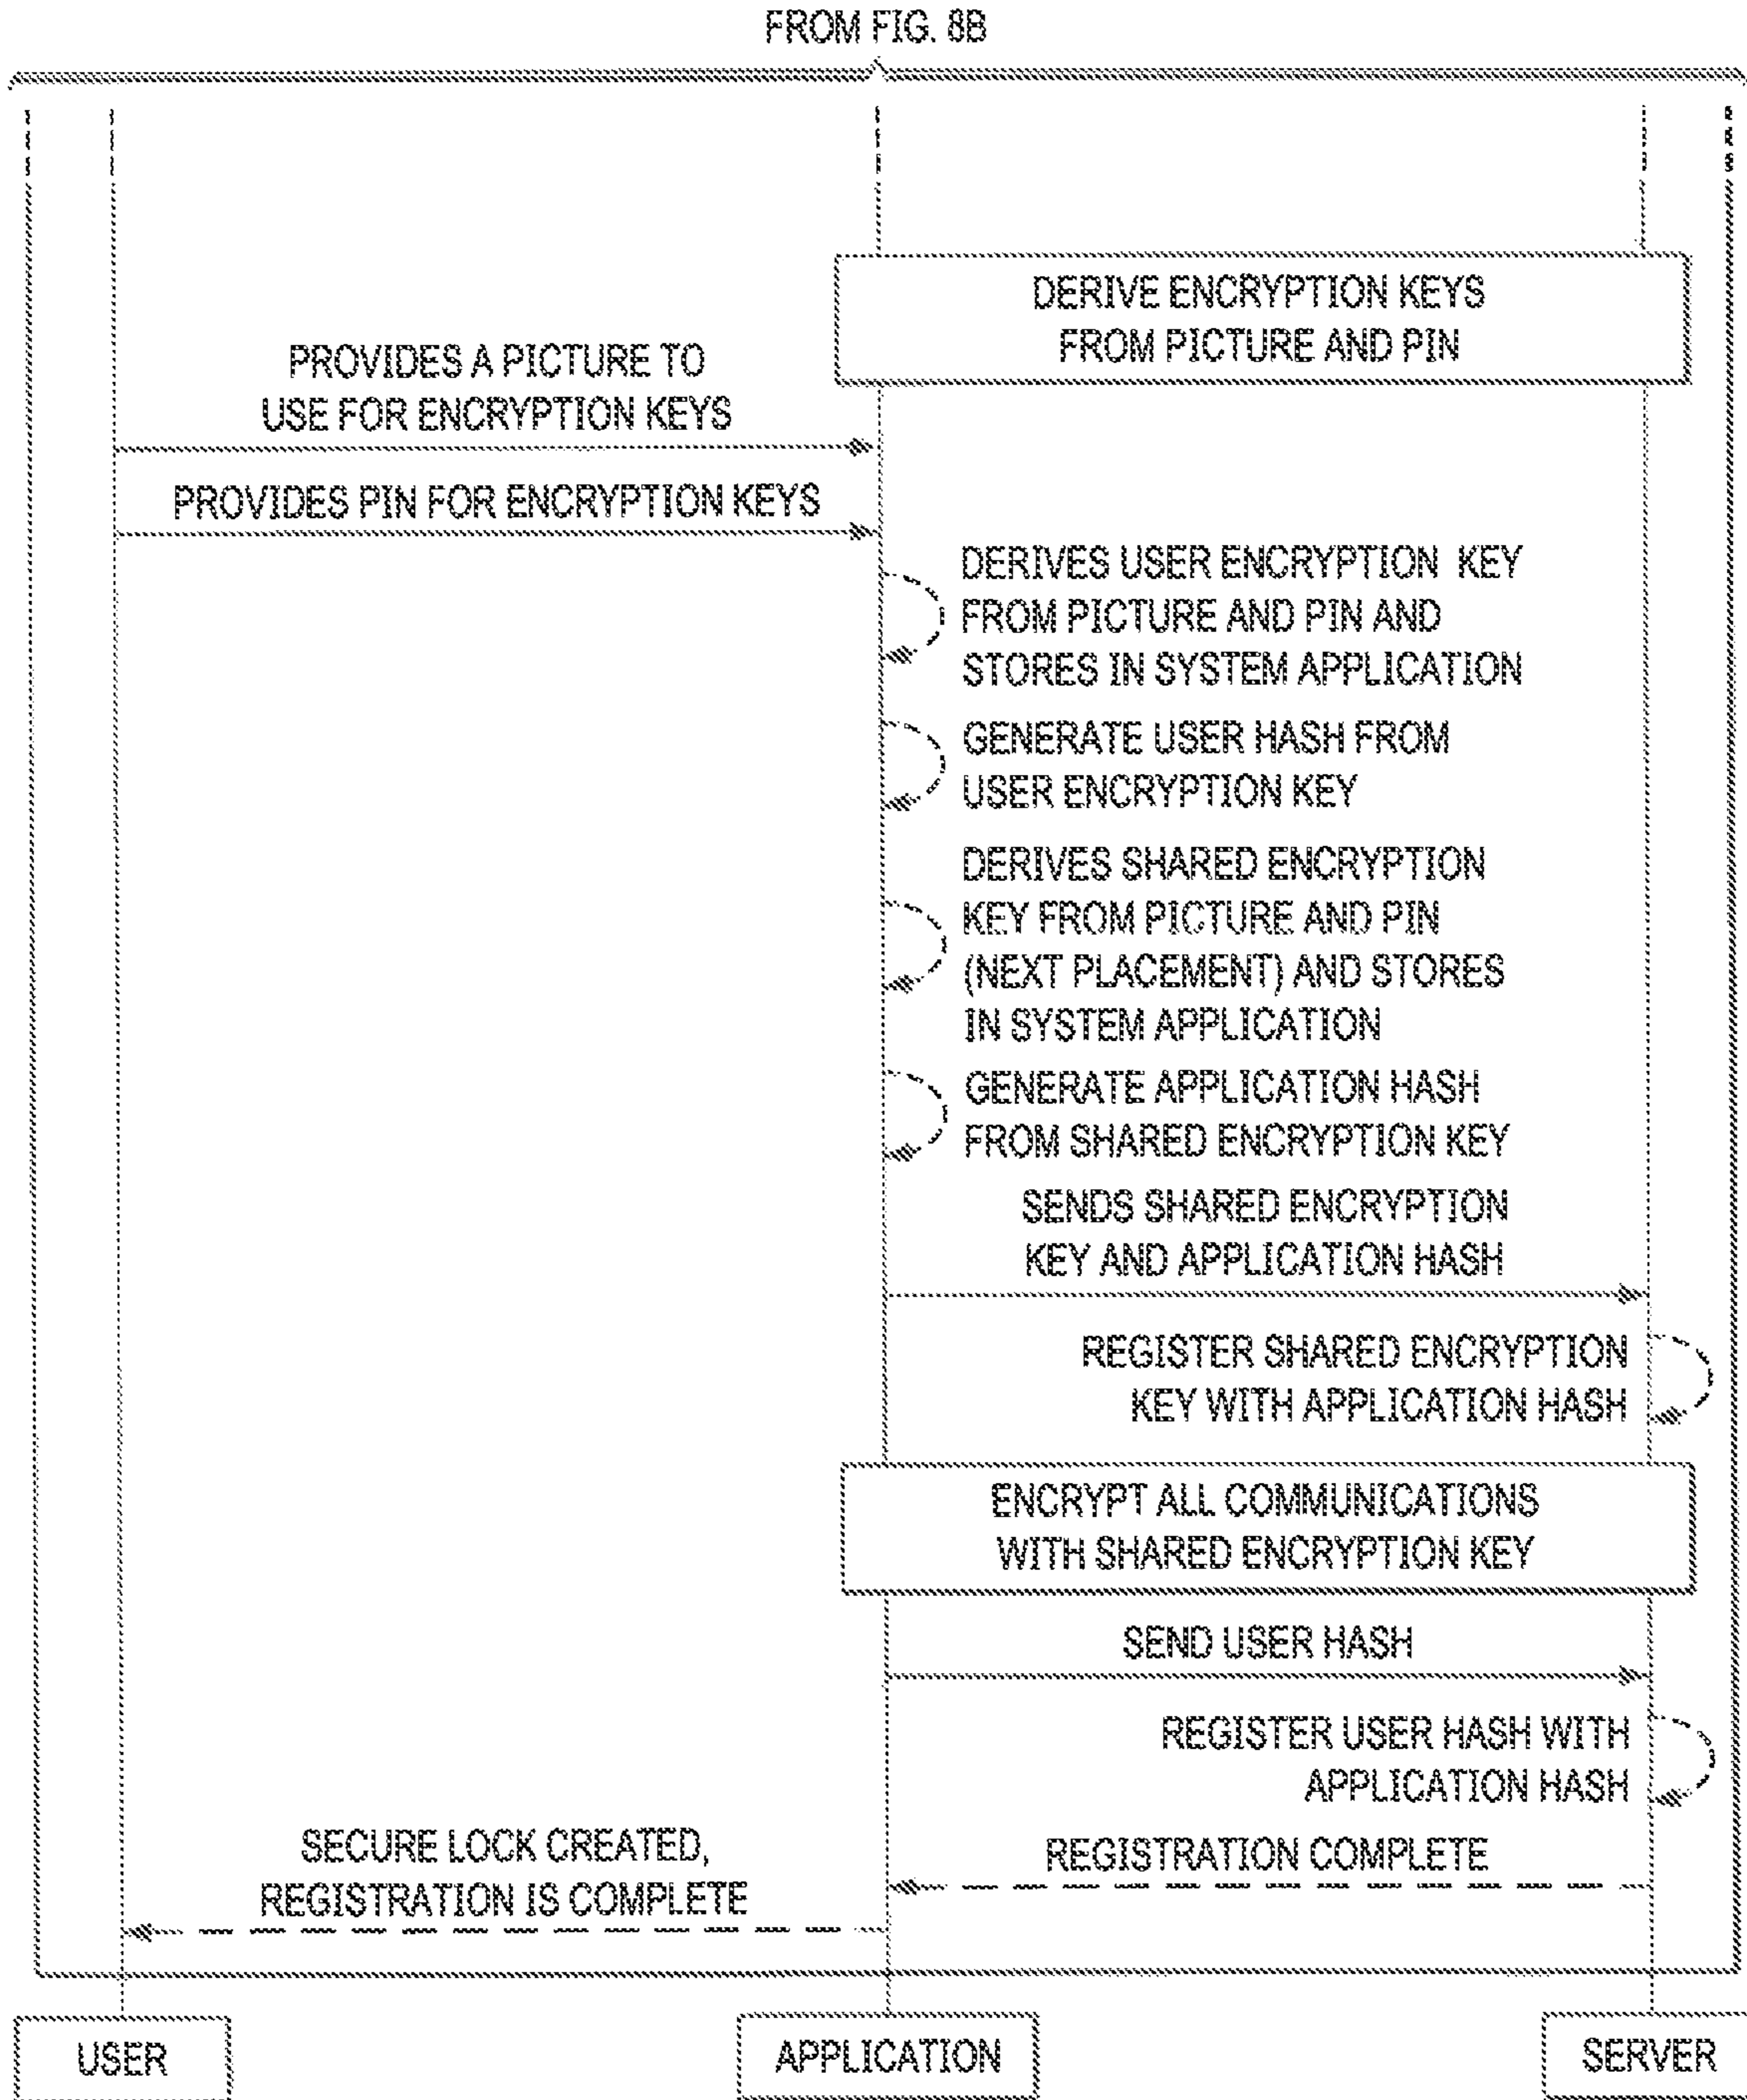 FROM FIG. 8B
DERIVE ENCRYPTION KEYS
FROM PICTURE AND PIN
PROVIDES A PICTURE TO
USE FOR ENCRYPTION KEYS
PROVIDES PIN FOR ENCRYPTION KEYS
DERIVES USER ENCRYPTION KEY
FROM PICTURE AND PIN AND
STORES IN SYSTEM APPLICATION
GENERATE USER HASH FROM
USER ENCRYPTION KEY
DERIVES SHARED ENCRYPTION
KEY FROM PICTURE AND PIN
(NEXT PLACEMENT) AND STORES
IN SYSTEM APPLICATION
GENERATE APPLICATION HASH
FROM SHARED ENCRYPTION KEY
SENDS SHARED ENCRYPTION
KEY AND APPLICATION HASH
REGISTER SHARED ENCRYPTION
KEY WITH APPLICATION HASH
ENCRYPT ALL COMMUNICATIONS
WITH SHARED ENCRYPTION KEY
SEND USER HASH
REGISTER USER HASH WITH
APPLICATION HASH
REGISTRATION COMPLETE
SECURE LOCK CREATED,
REGISTRATION IS COMPLETE
USER
APPLICATION
SERVER